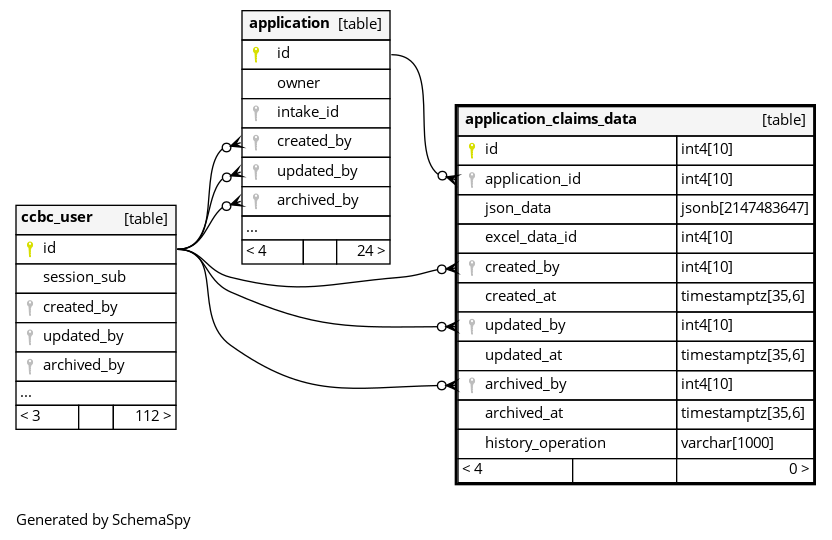 application [table]
id
owner
intake_id
created_by
updated_by
archived_by
...
< 4 24 >
ccbc_user [table]
id
session_sub
created_by
updated_by
archived_by
...
< 3 112 >
application_claims_data [table]
id int4[10]
application_id int4[10]
json_data jsonb[2147483647]
excel_data_id int4[10]
created_by int4[10]
created_at timestamptz[35,6]
updated_by int4[10]
updated_at timestamptz[35,6]
archived_by int4[10]
archived_at timestamptz[35,6]
history_operation varchar[1000]
< 4 0 >
Generated by SchemaSpy